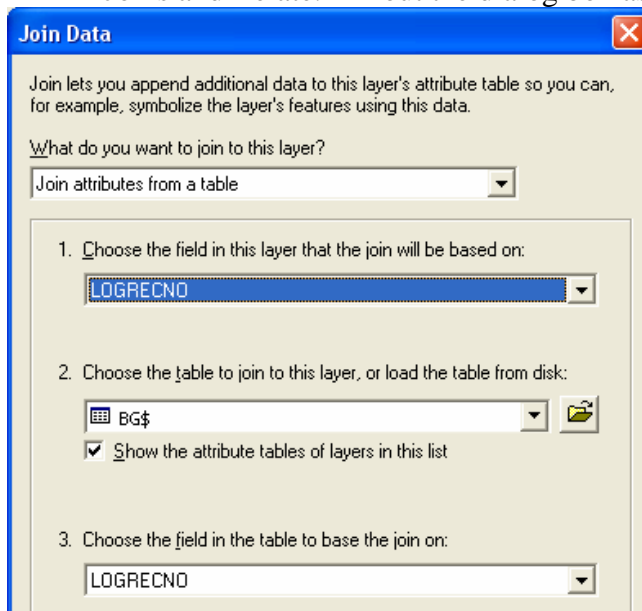 Join Data
Join lets you append additional data to this layer's attribute table so you can,
for example, symbolize the layer's features using this data.
What do you want to join to this layer?
Join attributes from a table
1. Choose the field in this layer that the join will be based on:
LOGRECNO
2. Choose the table to join to this layer, or load the table from disk:
BG$
Show the attribute tables of layers in this list
3. Choose the field in the table to base the join on:
LOGRECNO